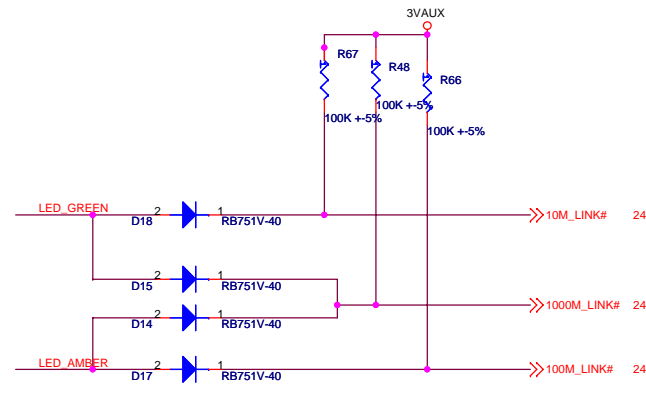 3VAUX
R67
R48
R66
100K +-5%
100K +-5%
100K +-5%
LED_GREEN
2
1
D18
RB751V-40
10M_LINK#
24
2
1
D15
RB751V-40
1000M_LINK#
24
2
1
D14
RB751V-40
LED_AMBER
2
1
D17
RB751V-40
100M_LINK#
24